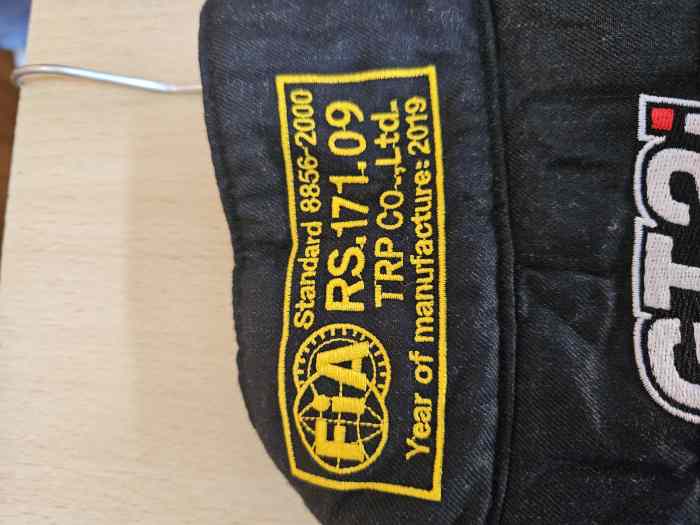 FiA
Standard 8856-2000
RS.171.09
TRP CO.,Ltd.
Year of manufacture: 2019